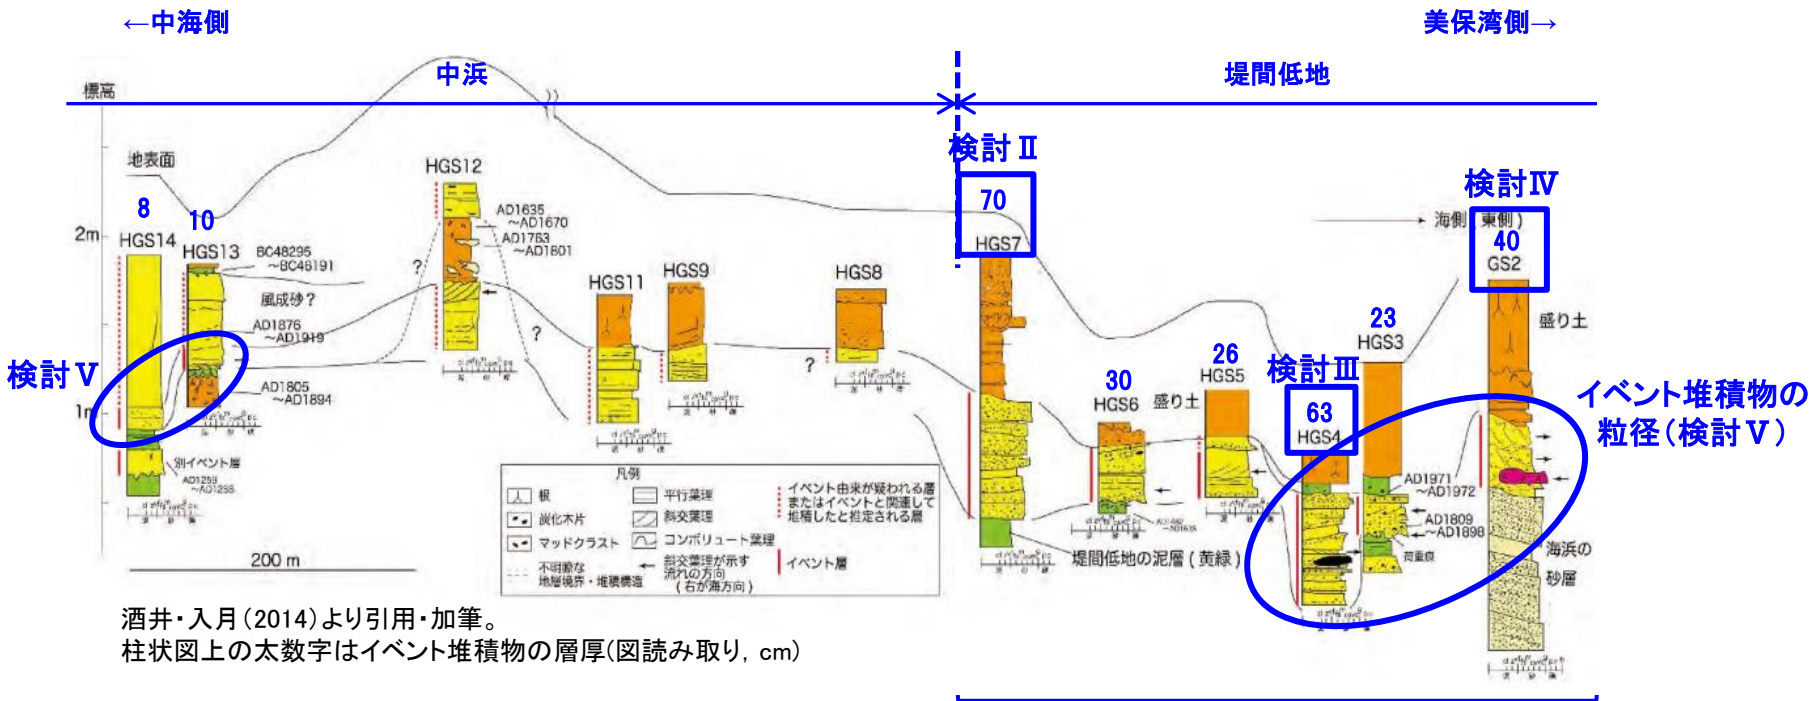 ←中海側
美保湾側→
中浜
堤間低地
標高
地表面
検討Ⅱ
検討Ⅳ
8
10
70
40
2m
HGS14
HGS13
HGS12
HGS11
HGS9
HGS8
HGS7
→ 海側(東側)
GS2
BC48295
～BC46191
風成砂?
AD1876
～AD1919
AD1805
～AD1894
AD1635
～AD1670
AD1763
～AD1801
?
?
?
検討Ⅴ
1m
別イベント層
AD1259
30
HGS6
盛り土
26
HGS5
検討Ⅲ
63
HGS4
23
HGS3
盛り土
イベント堆積物の
粒径(検討Ⅴ)
AD1971
～AD1972
AD1809
～AD1898
荷重痕
海浜の
砂層
堤間低地の泥層(黄緑)
200 m
凡例
根
炭化木片
マッドクラスト
不明瞭な
地層境界・堆積構造
平行葉理
斜交葉理
コンボリュート葉理
斜交葉理が示す
流れの方向
(右が海方向)
イベント由来が疑われる層
またはイベントと関連して
堆積したと推定される層
イベント層
酒井・入月(2014)より引用・加筆。
柱状図上の太数字はイベント堆積物の層厚(図読み取り, cm)